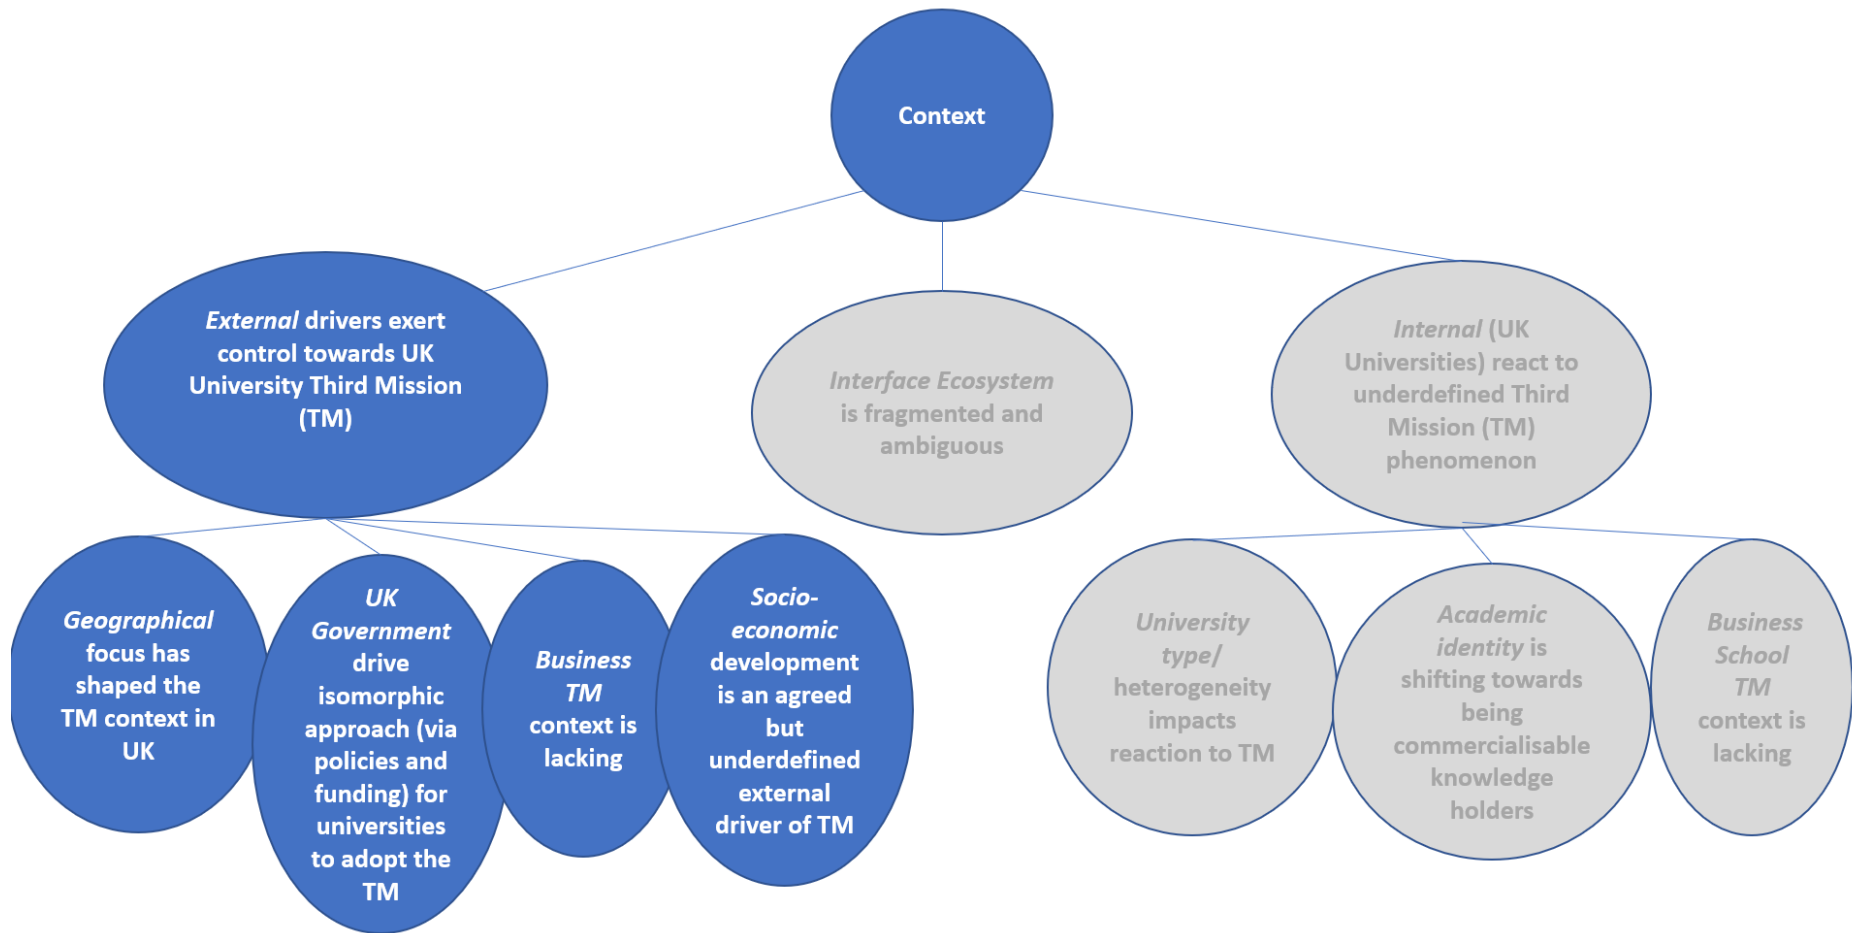 Context
External drivers exert
control towards UK
University Third Mission
(TM)
Interface Ecosystem
is fragmented and
ambiguous
Internal (UK
Universities) react to
underdefined Third
Mission (TM)
phenomenon
Geographical
focus has
shaped the
TM context in
UK
UK
Government
drive
isomorphic
approach (via
policies and
funding) for
universities
to adopt the
TM
Business
TM
context is
lacking
Socio-
economic
development
is an agreed
but
underdefined
external
driver of TM
University
type/
heterogeneity
impacts
reaction to TM
Academic
identity is
shifting towards
being
commercialisable
knowledge
holders
Business
School
TM
context is
lacking